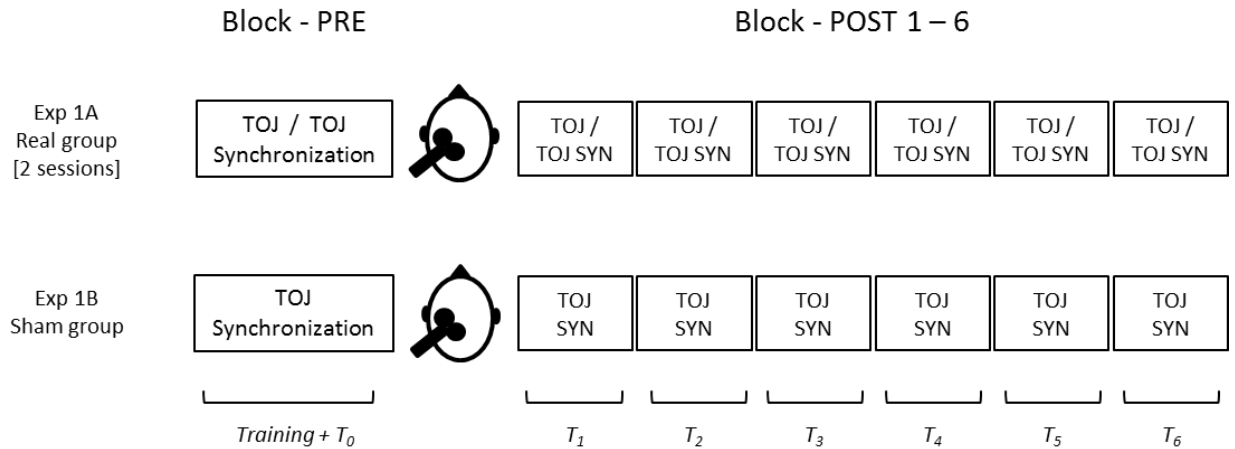 Block - PRE
Block - POST 1 – 6
Exp 1A
Real group
[2 sessions]
TOJ / TOJ
Synchronization
TOJ /
TOJ SYN
TOJ /
TOJ SYN
TOJ /
TOJ SYN
TOJ /
TOJ SYN
TOJ /
TOJ SYN
TOJ /
TOJ SYN
Exp 1B
Sham group
TOJ
Synchronization
TOJ
SYN
TOJ
SYN
TOJ
SYN
TOJ
SYN
TOJ
SYN
TOJ
SYN
Training + T0
T1
T2
T3
T4
T5
T6